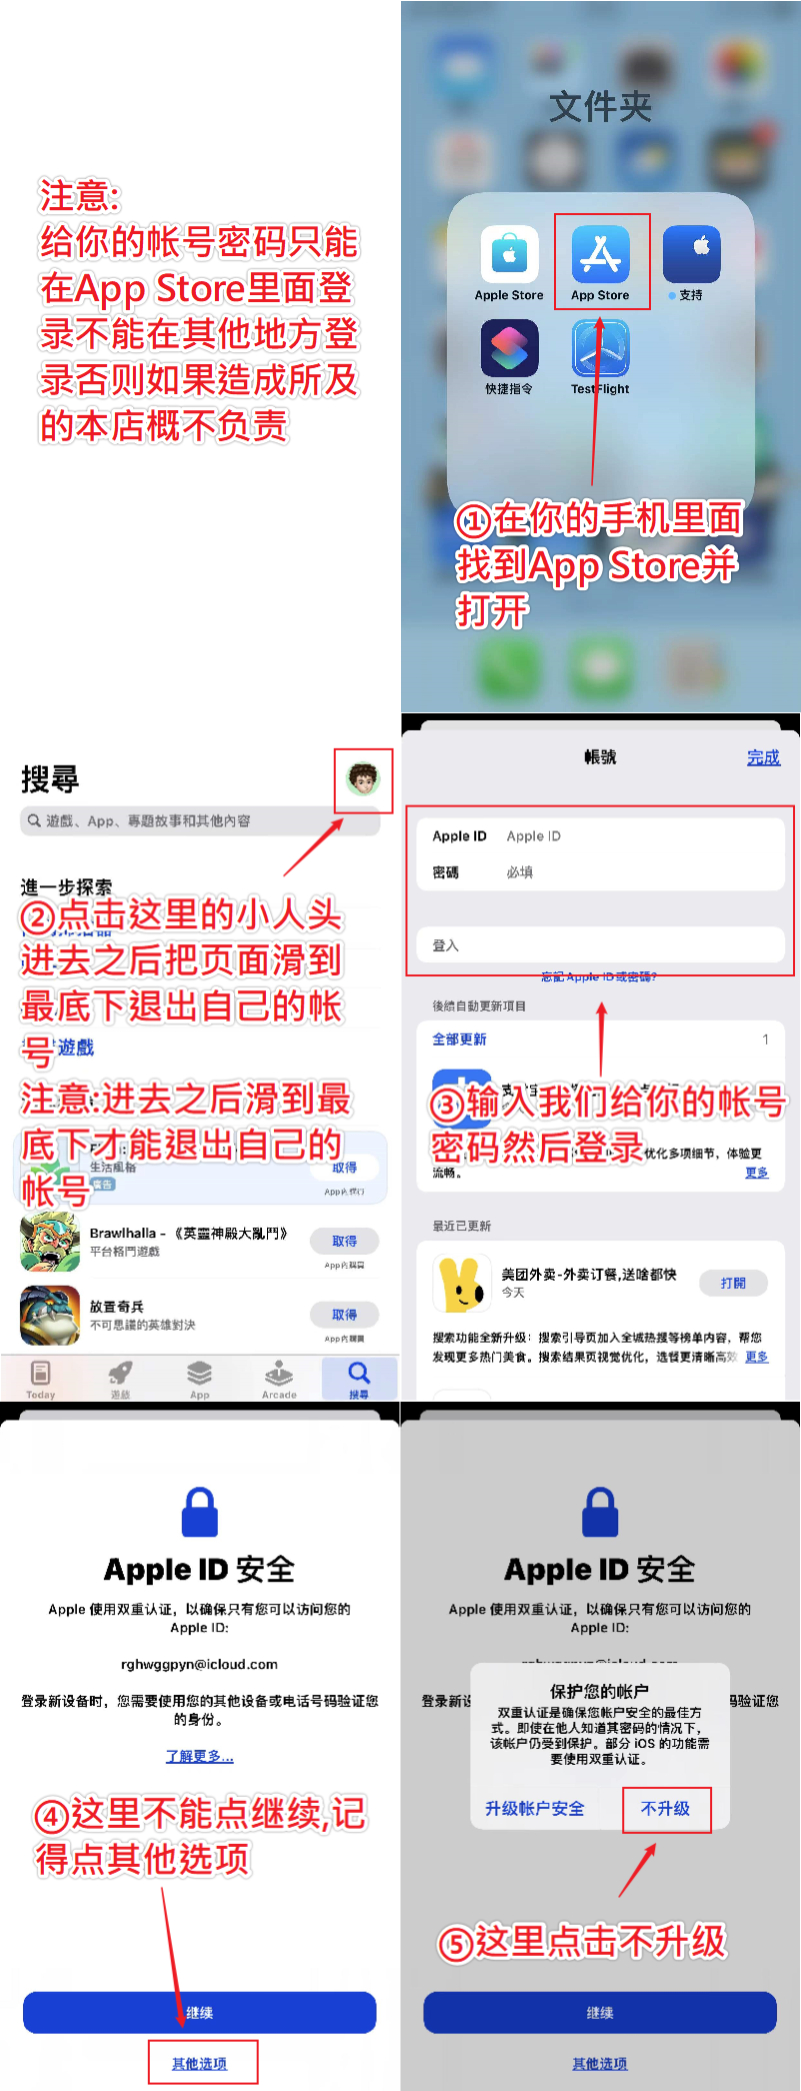 注意:
给你的帐号密码只能
在App Store里面登
录不能在其他地方登
录否则如果造成所及
的本店概不负责
文件夹
Apple Store
App Store
支持
快捷指令
TestFlight
①在你的手机里面
找到App Store并
打开
搜尋
遊戲、App、專題故事和其他內容
進一步探索
②点击这里的小人头
进去之后把页面滑到
最底下退出自己的帐
号
遊戲
注意:进去之后滑到最
底下才能退出自己的
帐号
生活風格
廣告
取得
Brawlhalla - 《英靈神殿大亂鬥》
平台格鬥遊戲
取得
App內購買
放置奇兵
不可思議的英雄對決
取得
App內購買
Today
遊戲
App
Arcade
搜尋
帳號
完成
Apple ID
Apple ID
密碼
必填
登入
忘記 Apple ID 或密碼?
後續自動更新項目
全部更新
1
③输入我们给你的帐号
密码然后登录
优化多项细节，体验更
流畅。
更多
最近已更新
美团外卖-外卖订餐,送啥都快
今天
打開
搜索功能全新升级：搜索引导页加入全城热搜等榜单内容，帮您
发现更多热门美食。搜索结果页视觉优化，选餐更清晰高效
更多
Apple ID 安全
Apple 使用双重认证，以确保只有您可以访问您的
Apple ID:
rghwggpyn@icloud.com
登录新设备时，您需要使用您的其他设备或电话号码验证您
的身份。
了解更多...
④这里不能点继续,记
得点其他选项
继续
其他选项
Apple ID 安全
Apple 使用双重认证，以确保只有您可以访问您的
Apple ID:
登录新设
码验证您
保护您的帐户
双重认证是确保您帐户安全的最佳方
式。即使在他人知道其密码的情况下，
该帐户仍受到保护。部分 iOS 的功能需
要使用双重认证。
升级帐户安全
不升级
⑤这里点击不升级
继续
其他选项